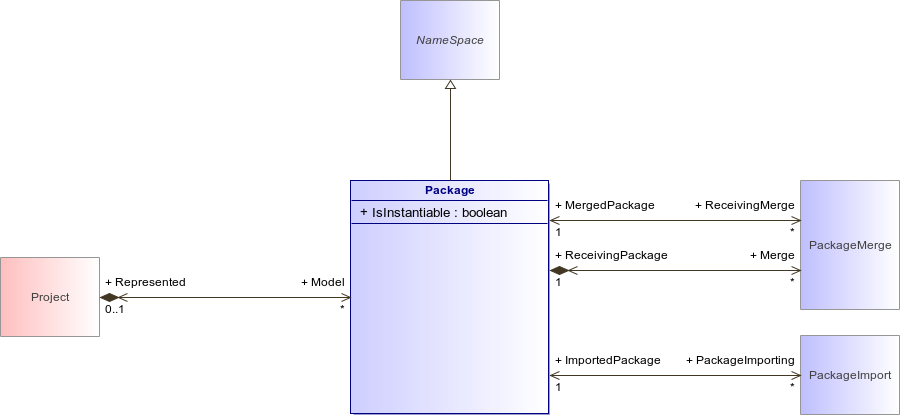 NameSpace
Package
+ IsInstantiable : boolean
+ MergedPackage
+ ReceivingMerge
1
*
PackageMerge
+ ReceivingPackage
+ Merge
1
*
Project
+ Represented
+ Model
0..1
*
+ ImportedPackage
+ PackageImporting
1
*
PackageImport